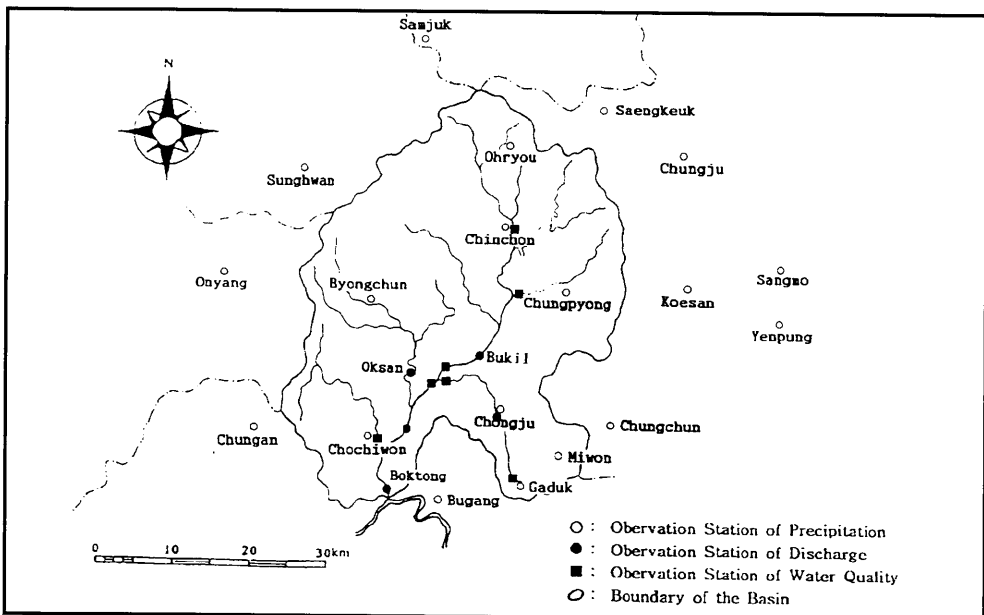 Samjuk
N
Saengkeuk
Ohryou
Chungju
Sunghwan
Chinchon
Onyang
Byongchun
Chungpyong
Koesan
Sangmo
Yenpung
Oksan
Bukil
Chongju
Chungchun
Chungan
Chochiwon
Miwon
Boktong
Gaduk
Bugang
0 10 20 30km
○ : Obervation Station of Precipitation
● : Obervation Station of Discharge
■ : Obervation Station of Water Quality
Boundary of the Basin